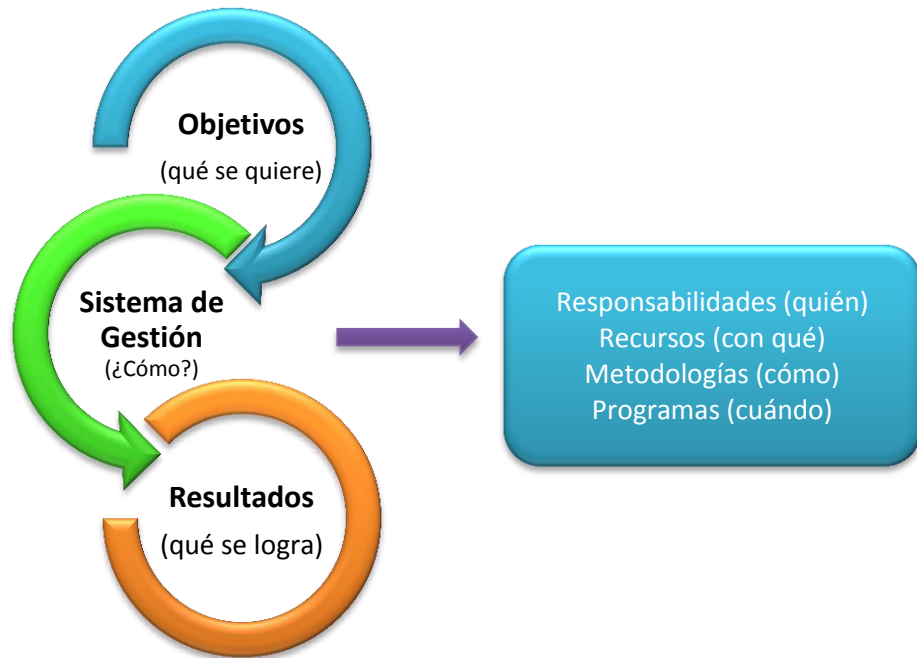 Objetivos
(qué se quiere)
Sistema de
Gestión
(¿Cómo?)
Resultados
(qué se logra)
Responsabilidades (quién)
Recursos (con qué)
Metodologías (cómo)
Programas (cuándo)